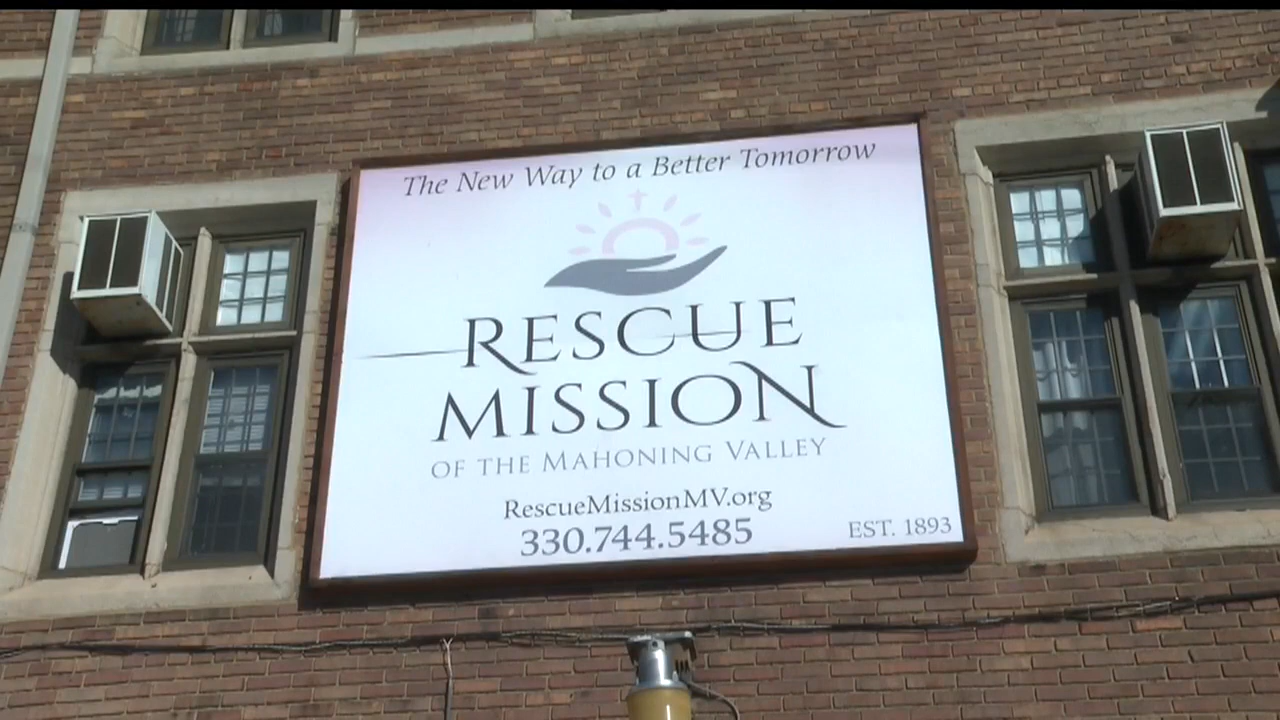 The New Way to a Better Tomorrow
RESCUE
MISSION
OF THE MAHONING VALLEY
RescueMissionMV.org
330.744.5485
EST. 1893